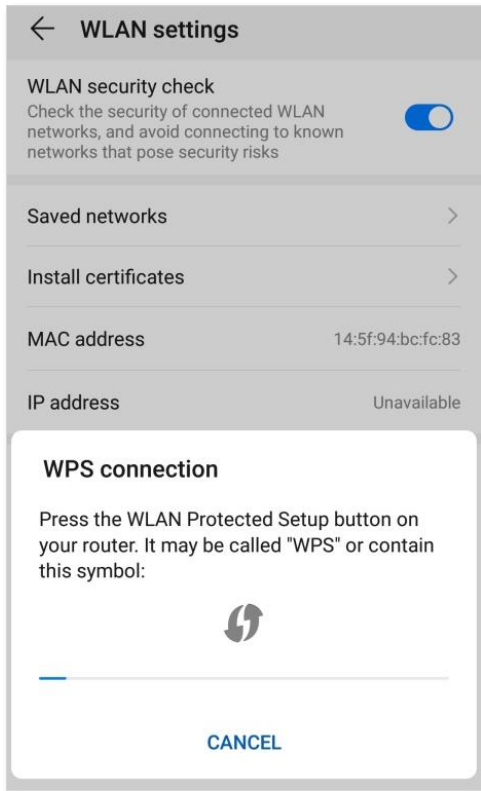 WLAN settings
WLAN security check
Check the security of connected WLAN
networks, and avoid connecting to known
networks that pose security risks
Saved networks
Install certificates
MAC address 14:5f:94:bc:fc:83
IP address Unavailable
WPS connection
Press the WLAN Protected Setup button on
your router. It may be called "WPS" or contain
this symbol:
CANCEL